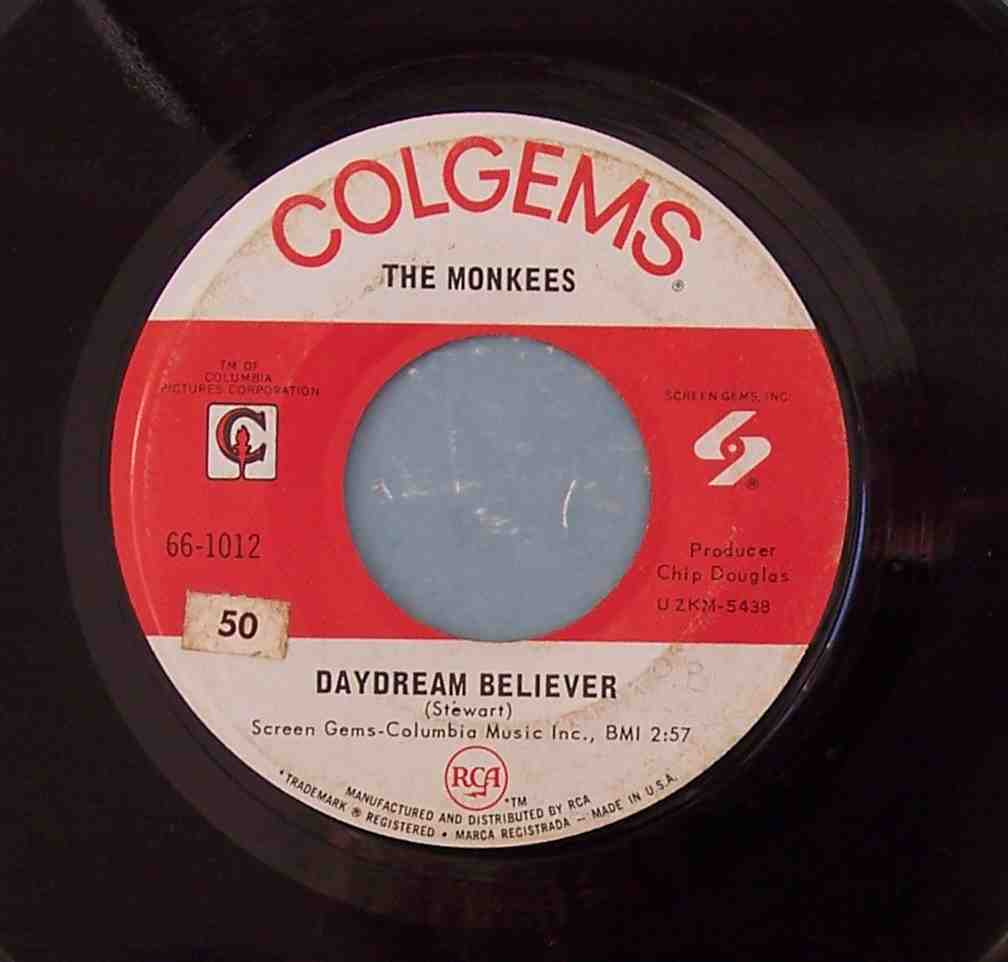 COLGEMS
®
THE MONKEES
TM OF
COLUMBIA
PICTURES CORPORATION
C
SCREEN GEMS, INC.
®
66-1012
Producer
Chip Douglas
UZKM-5438
50
DAYDREAM BELIEVER
(Stewart)
Screen Gems-Columbia Music Inc., BMI 2:57
RCA
*TM
MANUFACTURED AND DISTRIBUTED BY RCA
*TRADEMARK ® REGISTERED • MARCA REGISTRADA — MADE IN U.S.A.